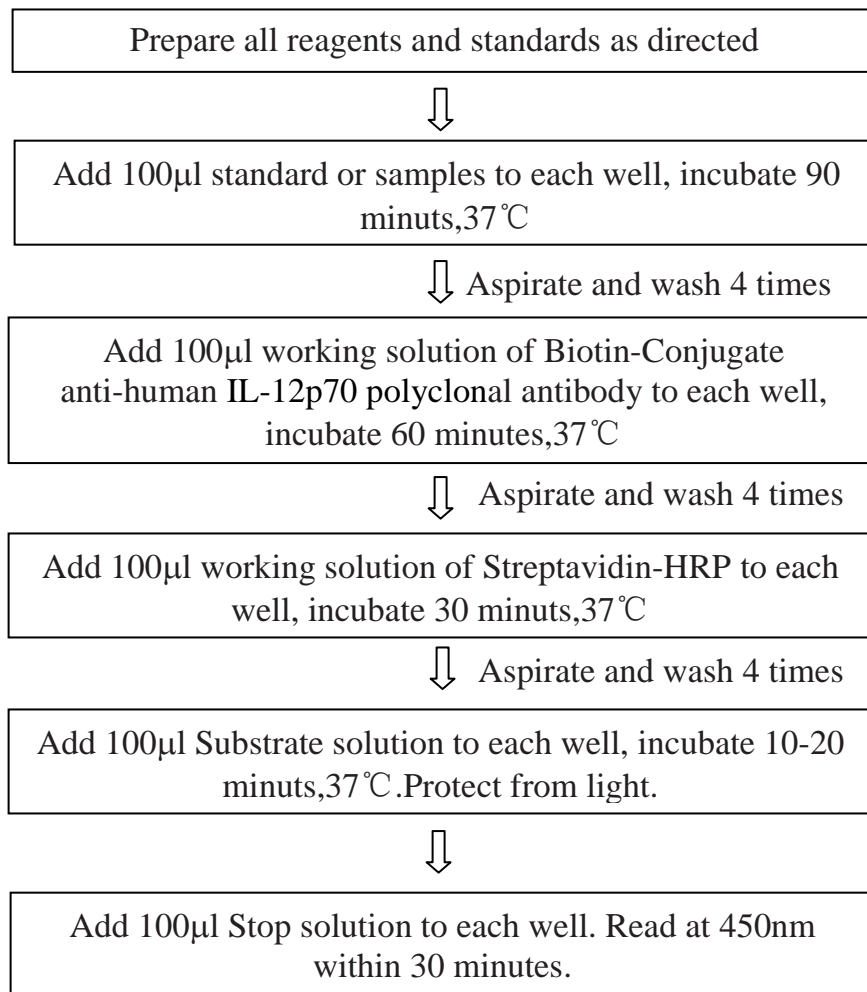 Prepare all reagents and standards as directed
Add 100μl standard or samples to each well, incubate 90
minuts,37℃
Aspirate and wash 4 times
Add 100μl working solution of Biotin-Conjugate
anti-human IL-12p70 polyclonal antibody to each well,
incubate 60 minutes,37℃
Aspirate and wash 4 times
Add 100μl working solution of Streptavidin-HRP to each
well, incubate 30 minuts,37℃
Aspirate and wash 4 times
Add 100μl Substrate solution to each well, incubate 10-20
minuts,37℃.Protect from light.
Add 100μl Stop solution to each well. Read at 450nm
within 30 minutes.